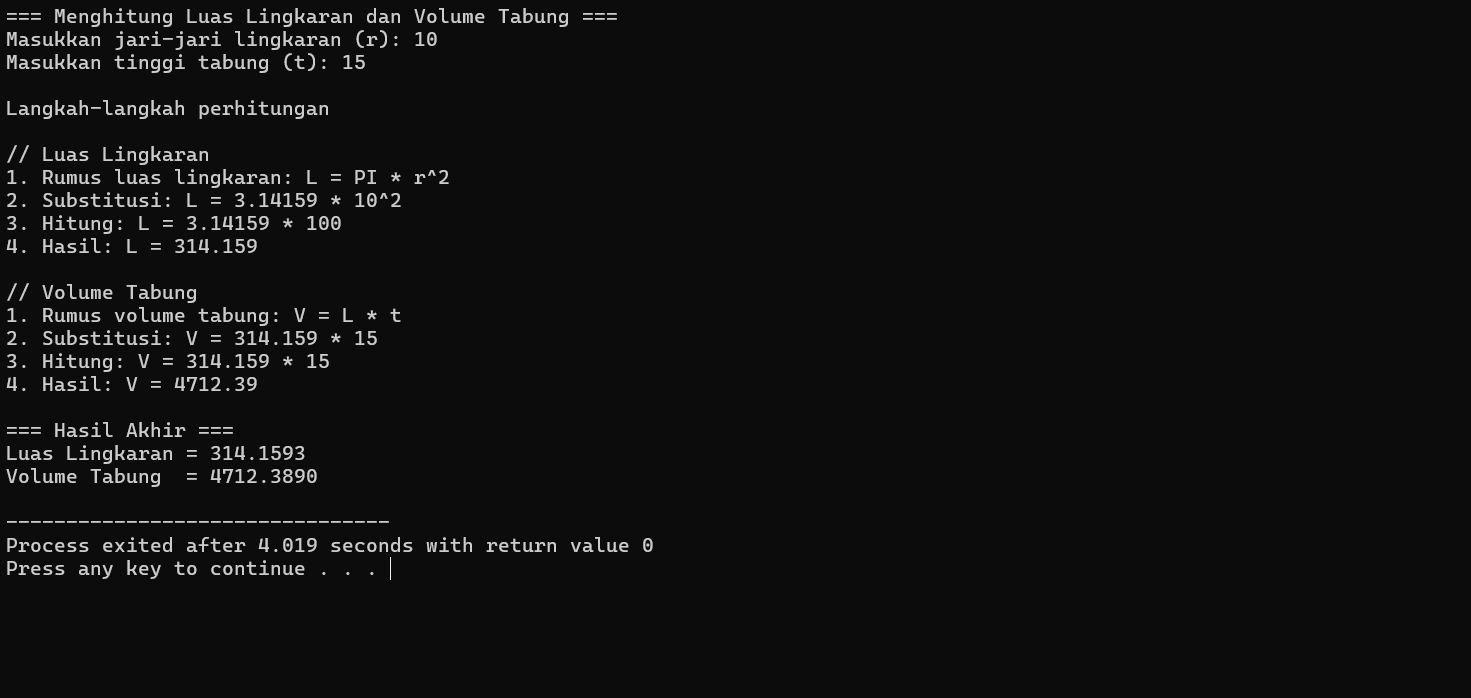 === Menghitung Luas Lingkaran dan Volume Tabung ===
Masukkan jari-jari lingkaran (r): 10
Masukkan tinggi tabung (t): 15
Langkah-langkah perhitungan
// Luas Lingkaran
1. Rumus luas lingkaran: L = PI * r^2
2. Substitusi: L = 3.14159 * 10^2
3. Hitung: L = 3.14159 * 100
4. Hasil: L = 314.159
// Volume Tabung
1. Rumus volume tabung: V = L * t
2. Substitusi: V = 314.159 * 15
3. Hitung: V = 314.159 * 15
4. Hasil: V = 4712.39
=== Hasil Akhir ===
Luas Lingkaran = 314.1593
Volume Tabung  = 4712.3890
--------------------------------
Process exited after 4.019 seconds with return value 0
Press any key to continue . . .